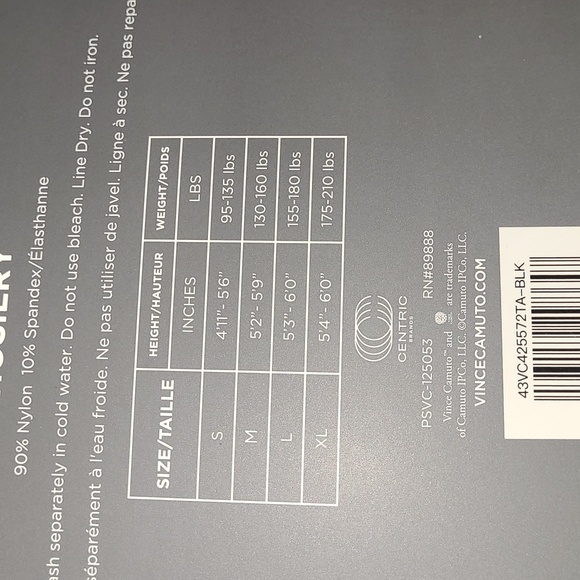 90% Nylon 10% Spandex/Élasthanne
separately in cold water. Do not use bleach. Line Dry. Do not iron.
séparément à l'eau froide. Ne pas utiliser de javel. Ligne à sec. Ne pas
SIZE/TAILLE HEIGHT/HAUTEUR WEIGHT/POIDS
INCHES LBS
S 4'11"- 5'6" 95-135 lbs
M 5'2"- 5'9" 130-160 lbs
L 5'3"- 6'0" 155-180 lbs
XL 5'4"- 6'0" 175-210 lbs
CENTRIC
BRANDS
PSVC-125053 RN#89888
Vince Camuto™ and are trademarks
of Camuto IPCo, LLC. ©Camuto IPCo, LLC.
VINCECAMUTO.COM
43VC425572TA-BLK